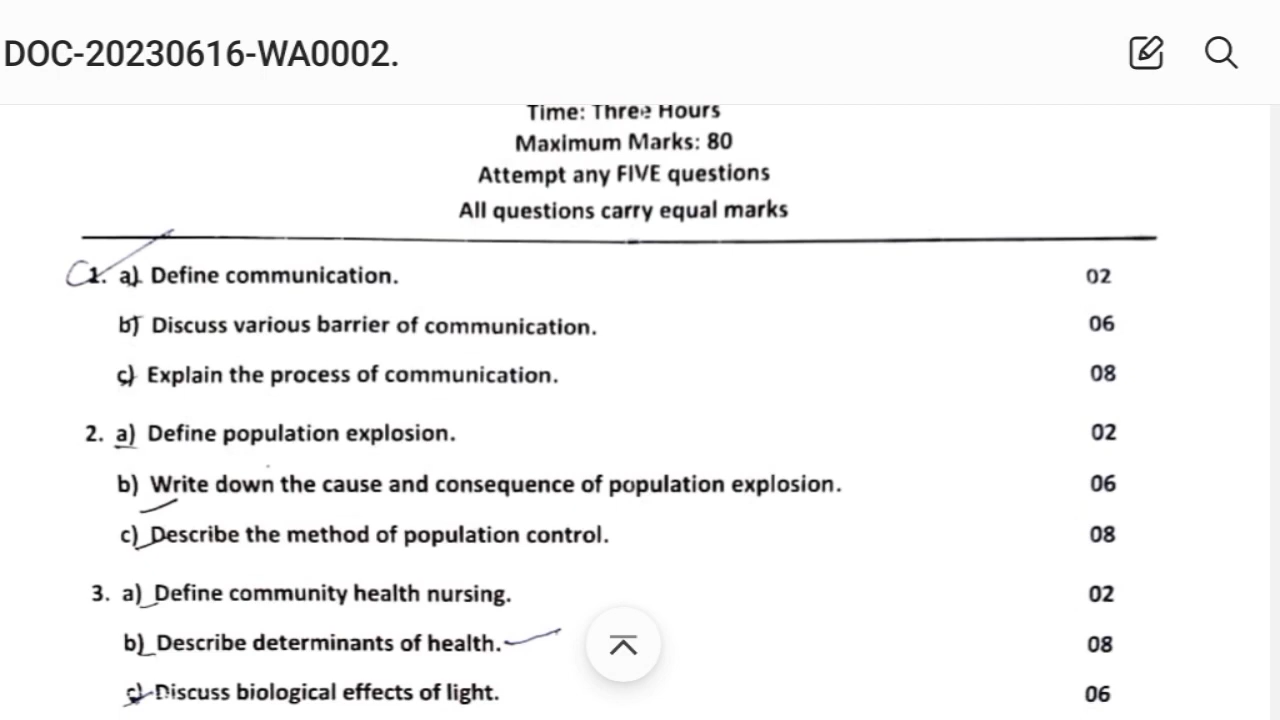 DOC-20230616-WA0002.
Time: Three Hours
Maximum Marks: 80
Attempt any FIVE questions
All questions carry equal marks
1. a) Define communication. 02
b) Discuss various barrier of communication. 06
c) Explain the process of communication. 08
2. a) Define population explosion. 02
b) Write down the cause and consequence of population explosion. 06
c) Describe the method of population control. 08
3. a) Define community health nursing. 02
b) Describe determinants of health. 08
c) Discuss biological effects of light. 06